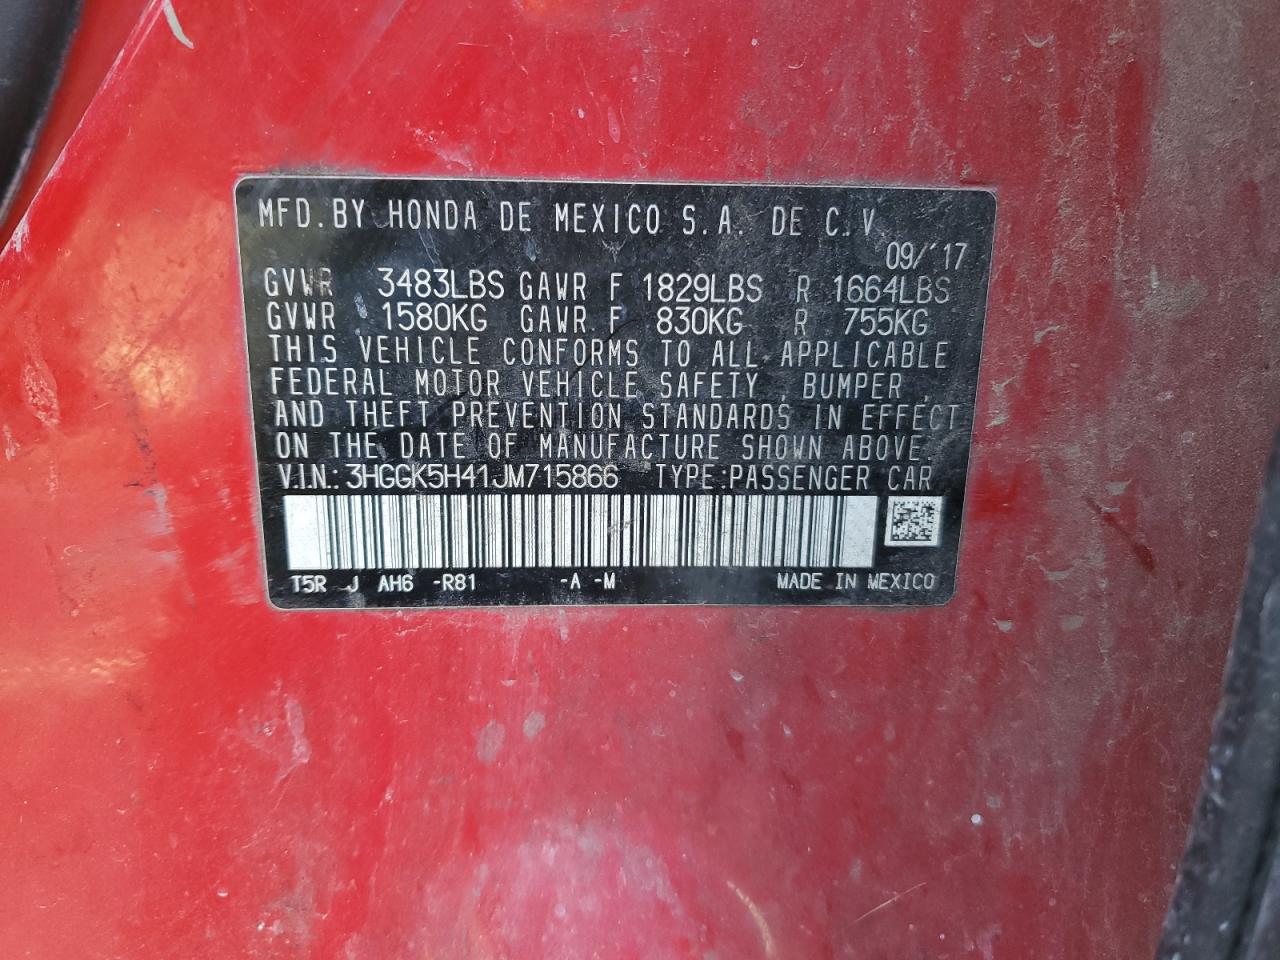 MFD. BY HONDA DE MEXICO S. A. DE C. V
09/'17
GVWR 3483LBS GAWR F 1829LBS R 1664LBS
GVWR 1580KG GAWR F 830KG R 755KG
THIS VEHICLE CONFORMS TO ALL APPLICABLE
FEDERAL MOTOR VEHICLE SAFETY , BUMPER ,
AND THEFT PREVENTION STANDARDS IN EFFECT
ON THE DATE OF MANUFACTURE SHOWN ABOVE.
V.I.N.: 3HGGK5H41JM715866 TYPE:PASSENGER CAR
T5R J AH6 -R81 -A -M MADE IN MEXICO